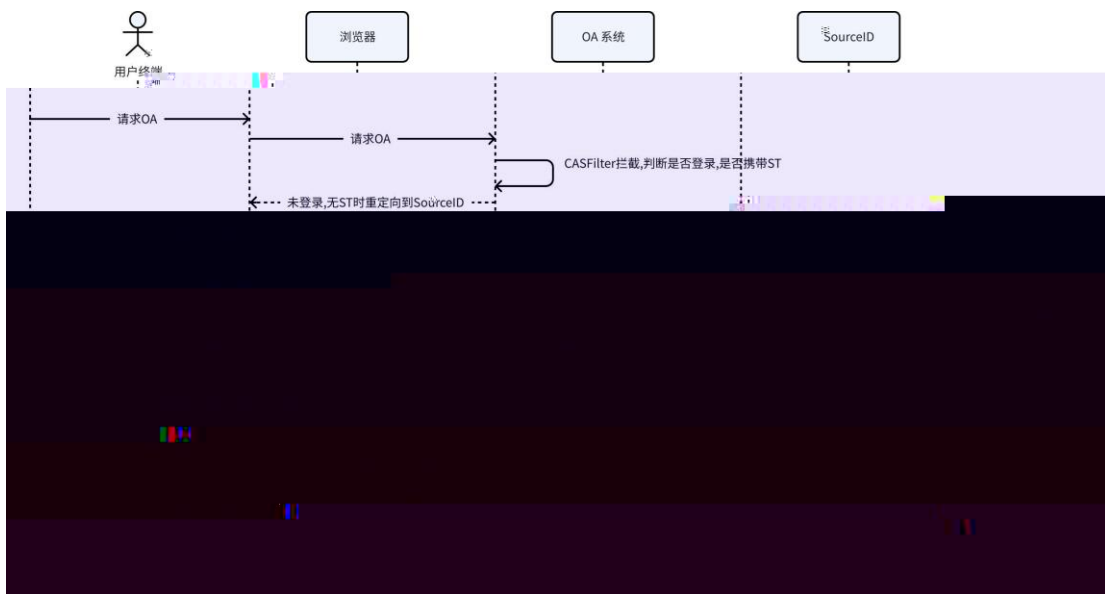 用户终端
浏览器
OA 系统
SourceID
请求OA
请求OA
CASFilter拦截,判断是否登录,是否携带ST
未登录,无ST时重定向到SourceID